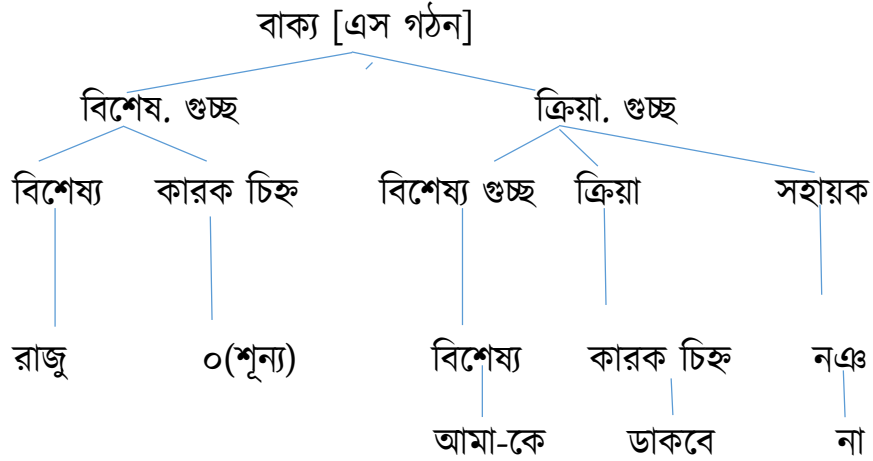 বাক্য [এস গঠন]
বিশেষ. গুচ্ছ ক্রিয়া. গুচ্ছ
বিশেষ্য কারক চিহ্ন বিশেষ্য গুচ্ছ ক্রিয়া সহায়ক
রাজু ০(শূন্য) বিশেষ্য কারক চিহ্ন নঞ
আমা-কে ডাকবে না